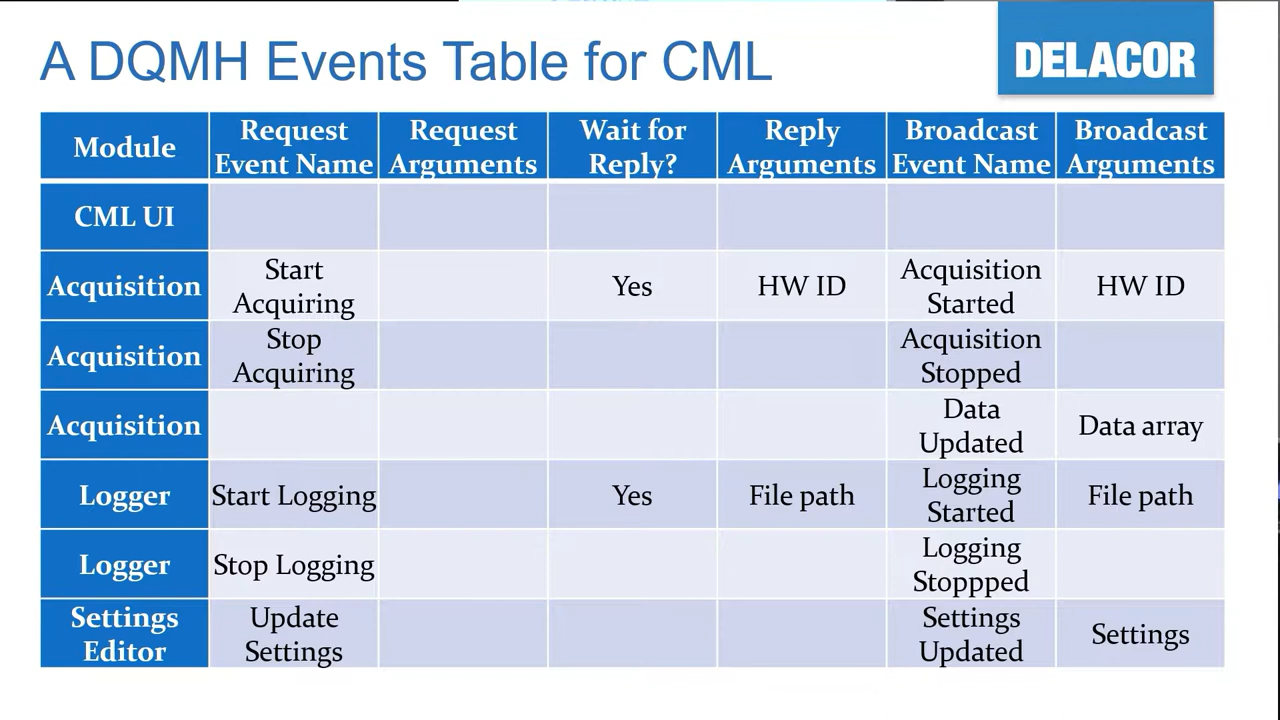 A DQMH Events Table for CML
DELACOR
Module
Request
Event Name
Request
Arguments
Wait for
Reply?
Reply
Arguments
Broadcast
Event Name
Broadcast
Arguments
CML UI
Acquisition
Start
Acquiring
Yes
HW ID
Acquisition
Started
HW ID
Acquisition
Stop
Acquiring
Acquisition
Stopped
Acquisition
Data
Updated
Data array
Logger
Start Logging
Yes
File path
Logging
Started
File path
Logger
Stop Logging
Logging
Stoppped
Settings
Editor
Update
Settings
Settings
Updated
Settings